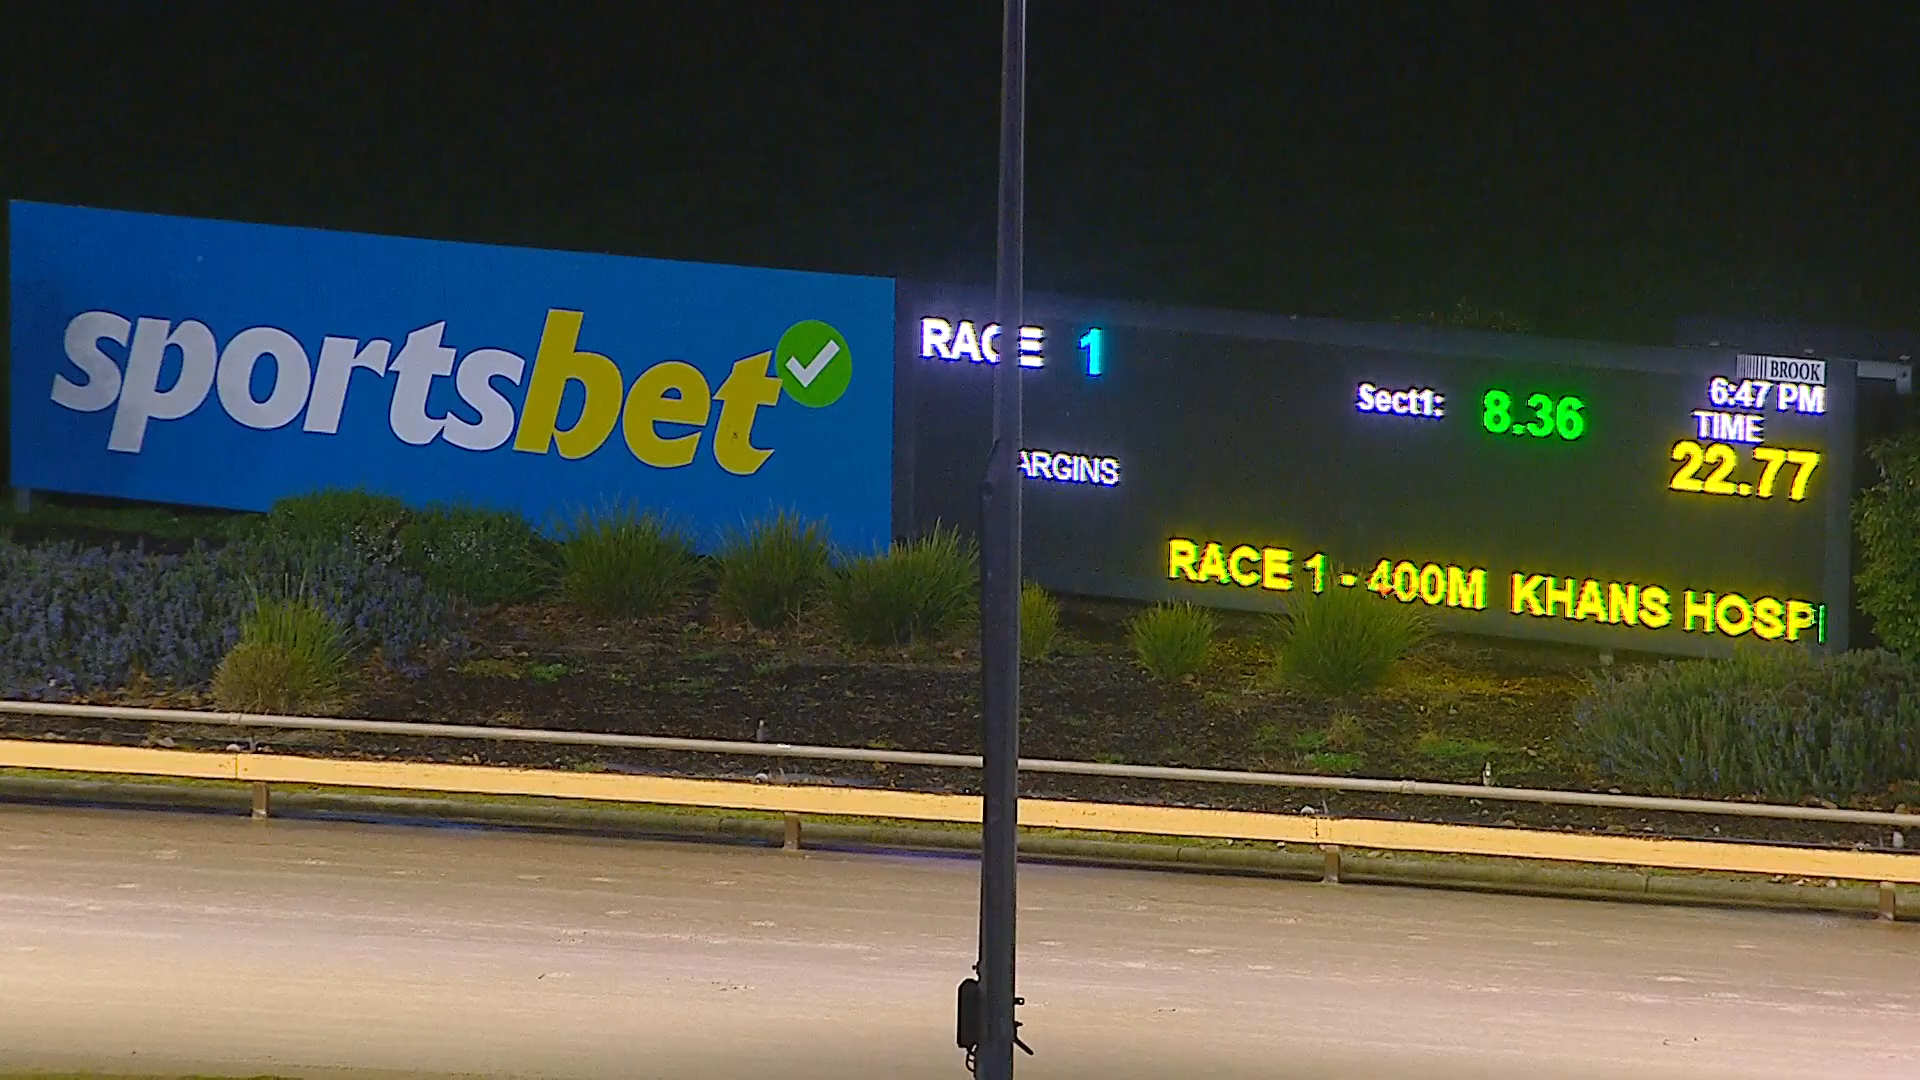 sportsbet
RACE 1
BROOK
Sect1: 8.36
6:47 PM
TIME
22.77
ARGINS
RACE 1 - 400M KHANS HOSP